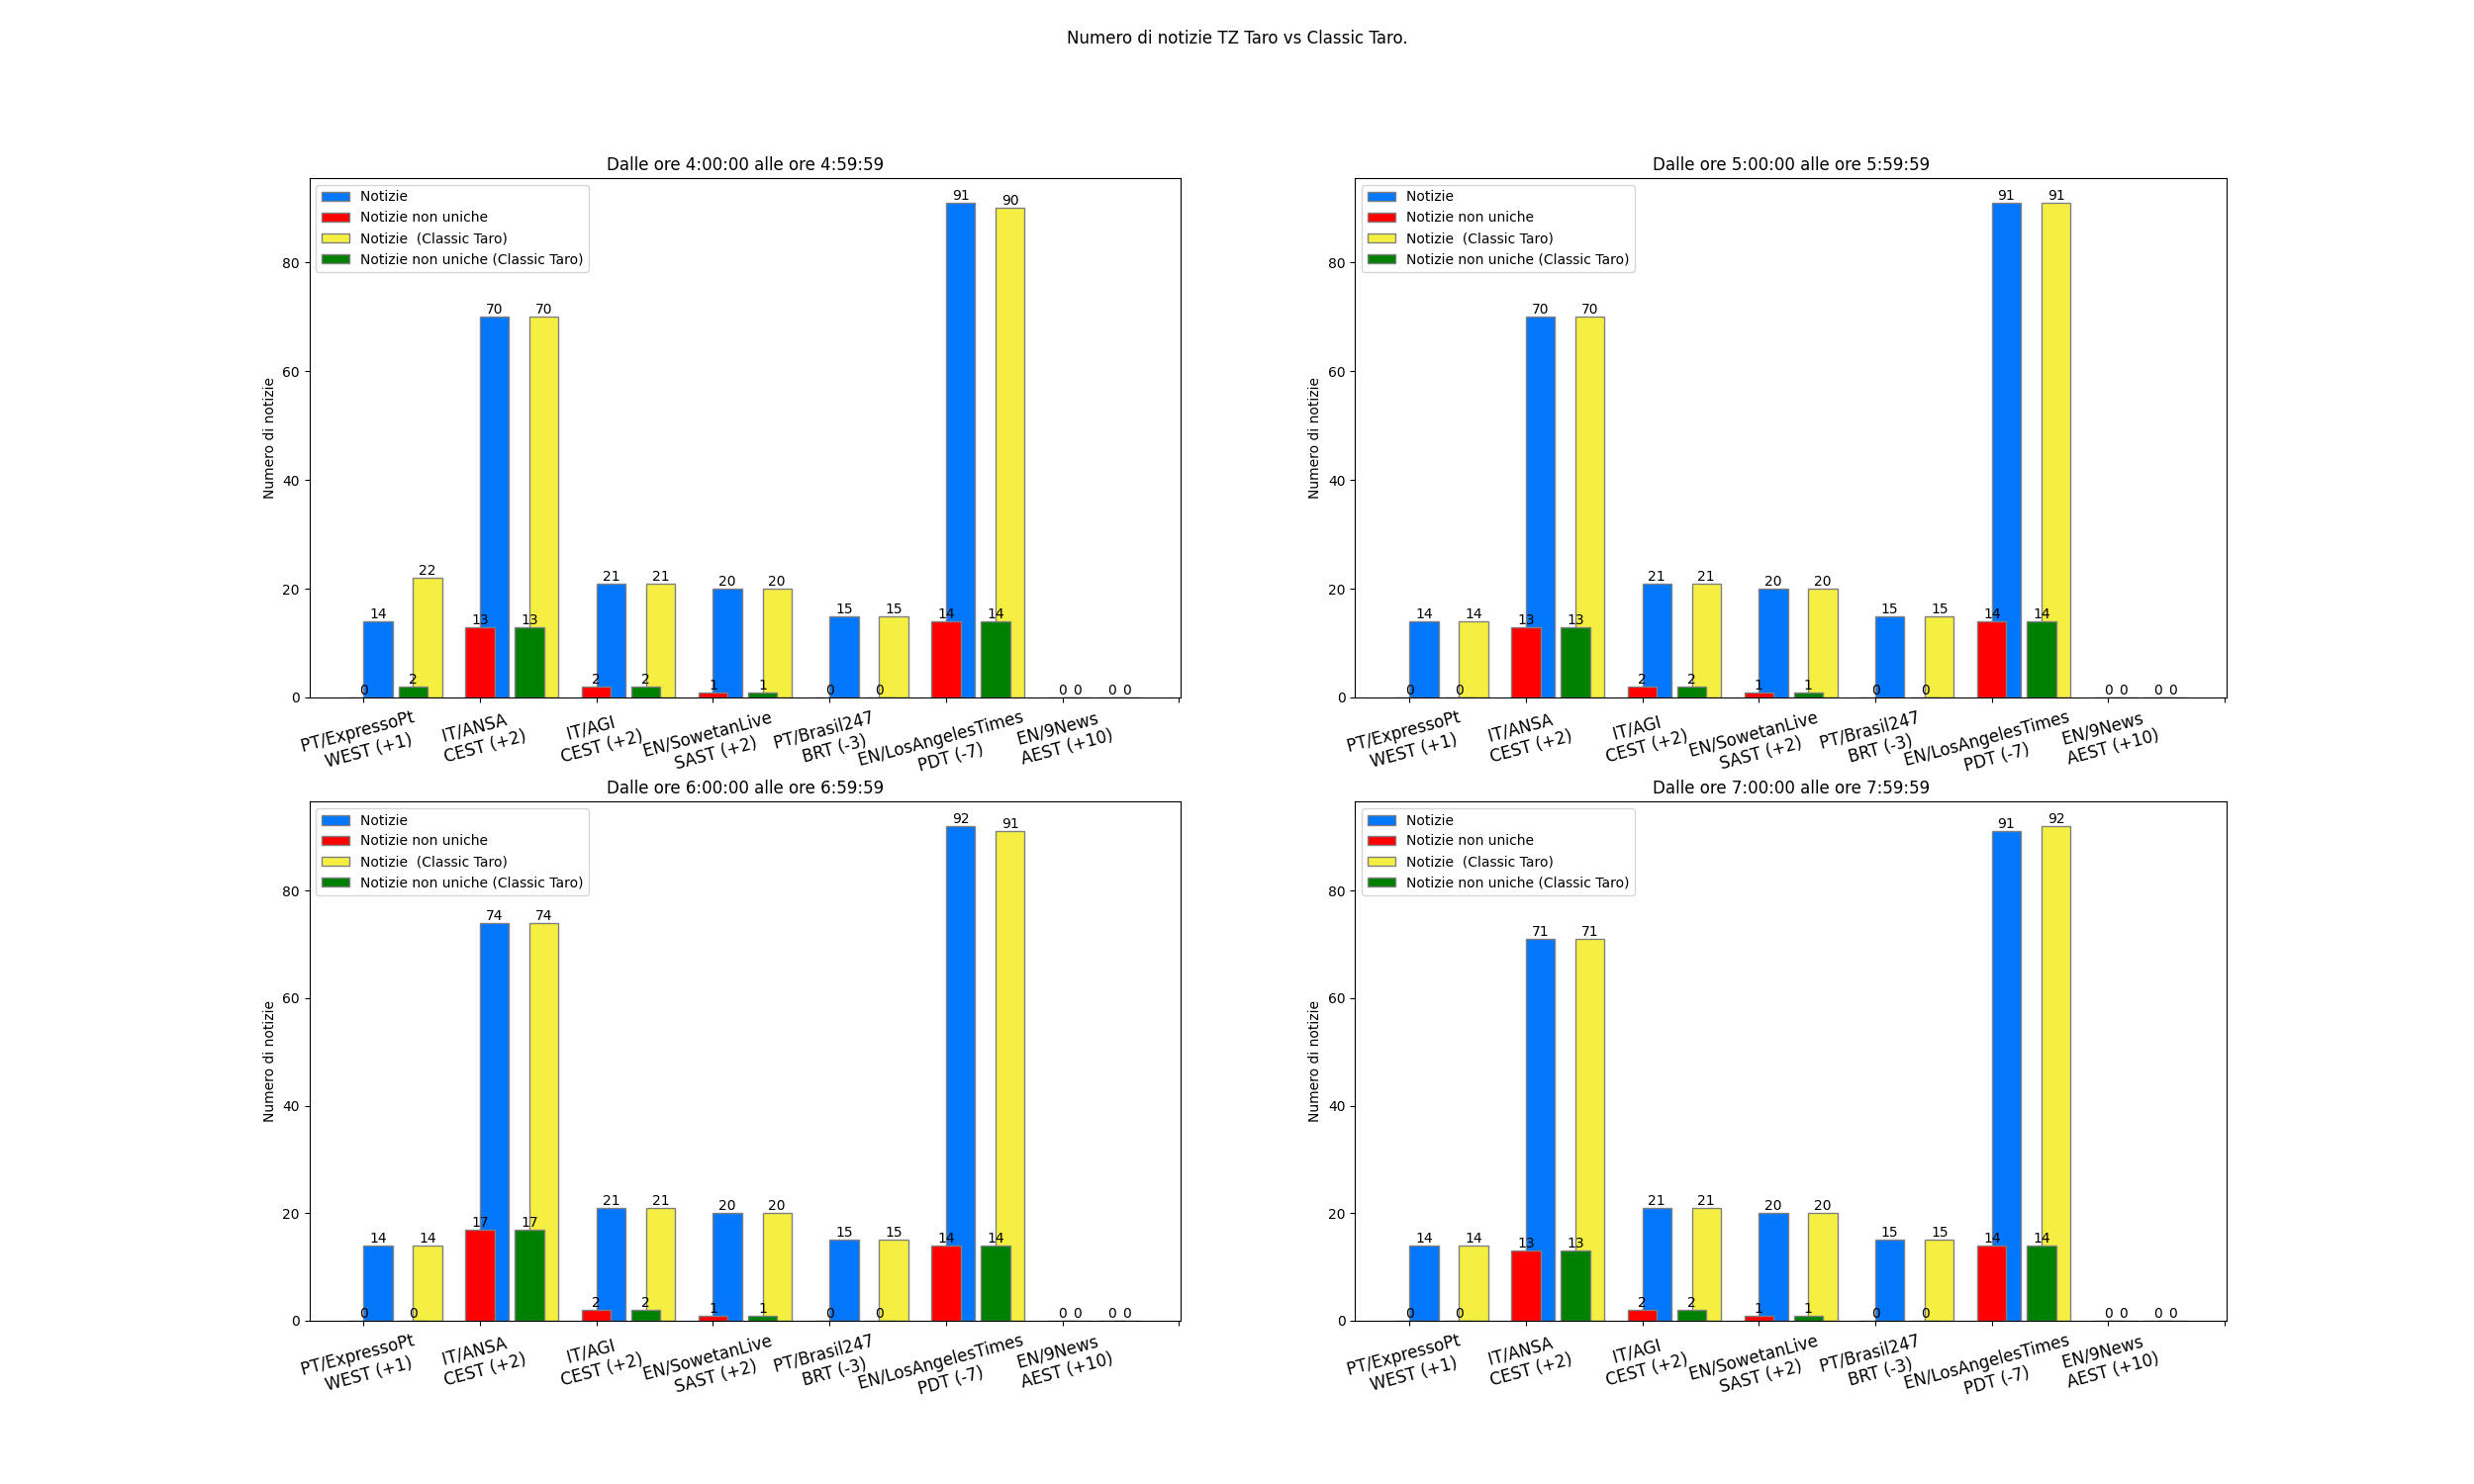 Numero di notizie TZ Taro vs Classic Taro.
Dalle ore 4:00:00 alle ore 4:59:59
Notizie
Notizie non uniche
Notizie  (Classic Taro)
Notizie non uniche (Classic Taro)
Numero di notizie
80
60
40
20
0
14 0 22 2
70 13 70 13
21 2 21 2
20 1 20 1
15 0 15 0
91 14 90 14
0 0 0 0
PT/ExpressoPt
WEST (+1)
IT/ANSA
CEST (+2)
IT/AGI
CEST (+2)
EN/SowetanLive
SAST (+2)
PT/Brasil247
BRT (-3)
EN/LosAngelesTimes
PDT (-7)
EN/9News
AEST (+10)
Dalle ore 5:00:00 alle ore 5:59:59
Notizie
Notizie non uniche
Notizie  (Classic Taro)
Notizie non uniche (Classic Taro)
Numero di notizie
80
60
40
20
0
14 0 14 0
70 13 70 13
21 2 21 2
20 1 20 1
15 0 15 0
91 14 91 14
0 0 0 0
PT/ExpressoPt
WEST (+1)
IT/ANSA
CEST (+2)
IT/AGI
CEST (+2)
EN/SowetanLive
SAST (+2)
PT/Brasil247
BRT (-3)
EN/LosAngelesTimes
PDT (-7)
EN/9News
AEST (+10)
Dalle ore 6:00:00 alle ore 6:59:59
Notizie
Notizie non uniche
Notizie  (Classic Taro)
Notizie non uniche (Classic Taro)
Numero di notizie
80
60
40
20
0
14 0 14 0
74 17 74 17
21 2 21 2
20 1 20 1
15 0 15 0
92 14 91 14
0 0 0 0
PT/ExpressoPt
WEST (+1)
IT/ANSA
CEST (+2)
IT/AGI
CEST (+2)
EN/SowetanLive
SAST (+2)
PT/Brasil247
BRT (-3)
EN/LosAngelesTimes
PDT (-7)
EN/9News
AEST (+10)
Dalle ore 7:00:00 alle ore 7:59:59
Notizie
Notizie non uniche
Notizie  (Classic Taro)
Notizie non uniche (Classic Taro)
Numero di notizie
80
60
40
20
0
14 0 14 0
71 13 71 13
21 2 21 2
20 1 20 1
15 0 15 0
91 14 92 14
0 0 0 0
PT/ExpressoPt
WEST (+1)
IT/ANSA
CEST (+2)
IT/AGI
CEST (+2)
EN/SowetanLive
SAST (+2)
PT/Brasil247
BRT (-3)
EN/LosAngelesTimes
PDT (-7)
EN/9News
AEST (+10)